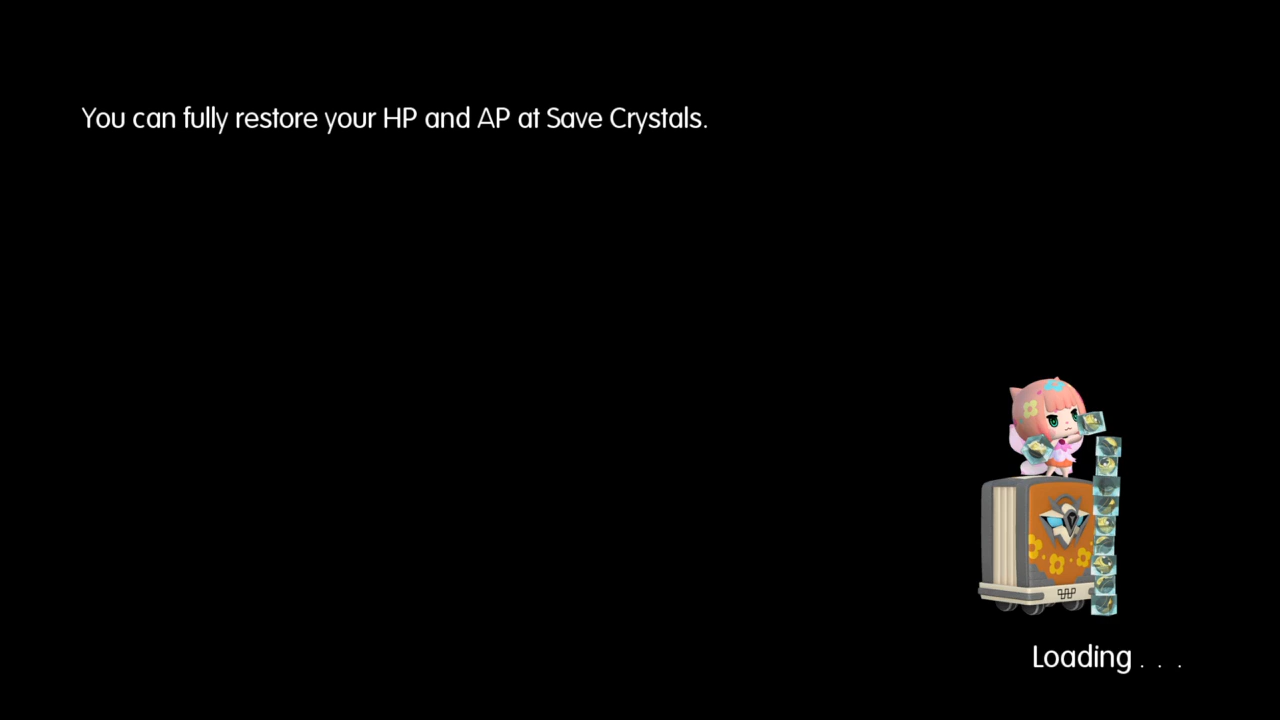 You can fully restore your HP and AP at Save Crystals.
Loading . . .